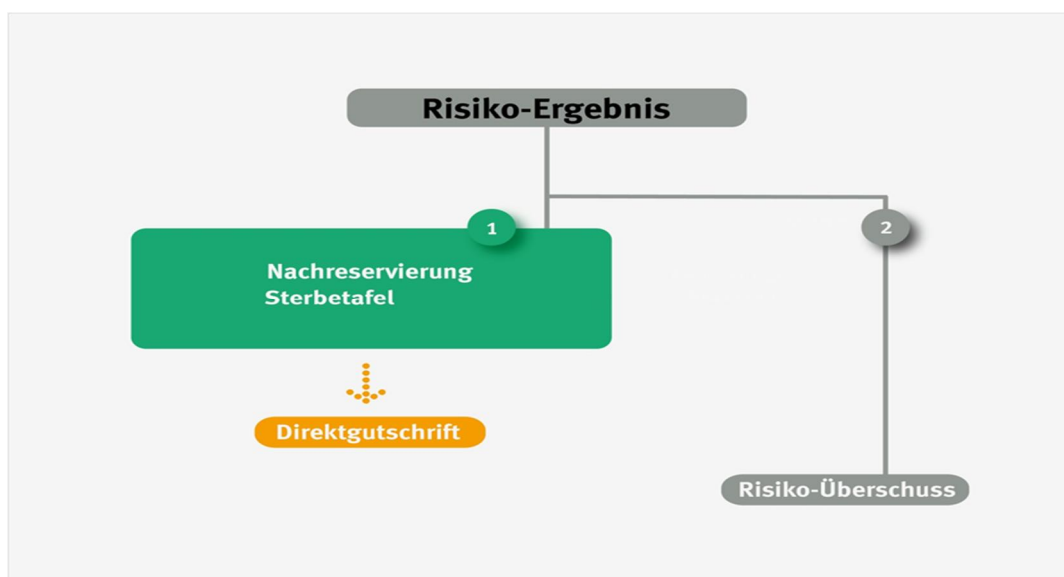 Risiko-Ergebnis
1
2
Nachreservierung
Sterbetafel
Direktgutschrift
Risiko-Überschuss